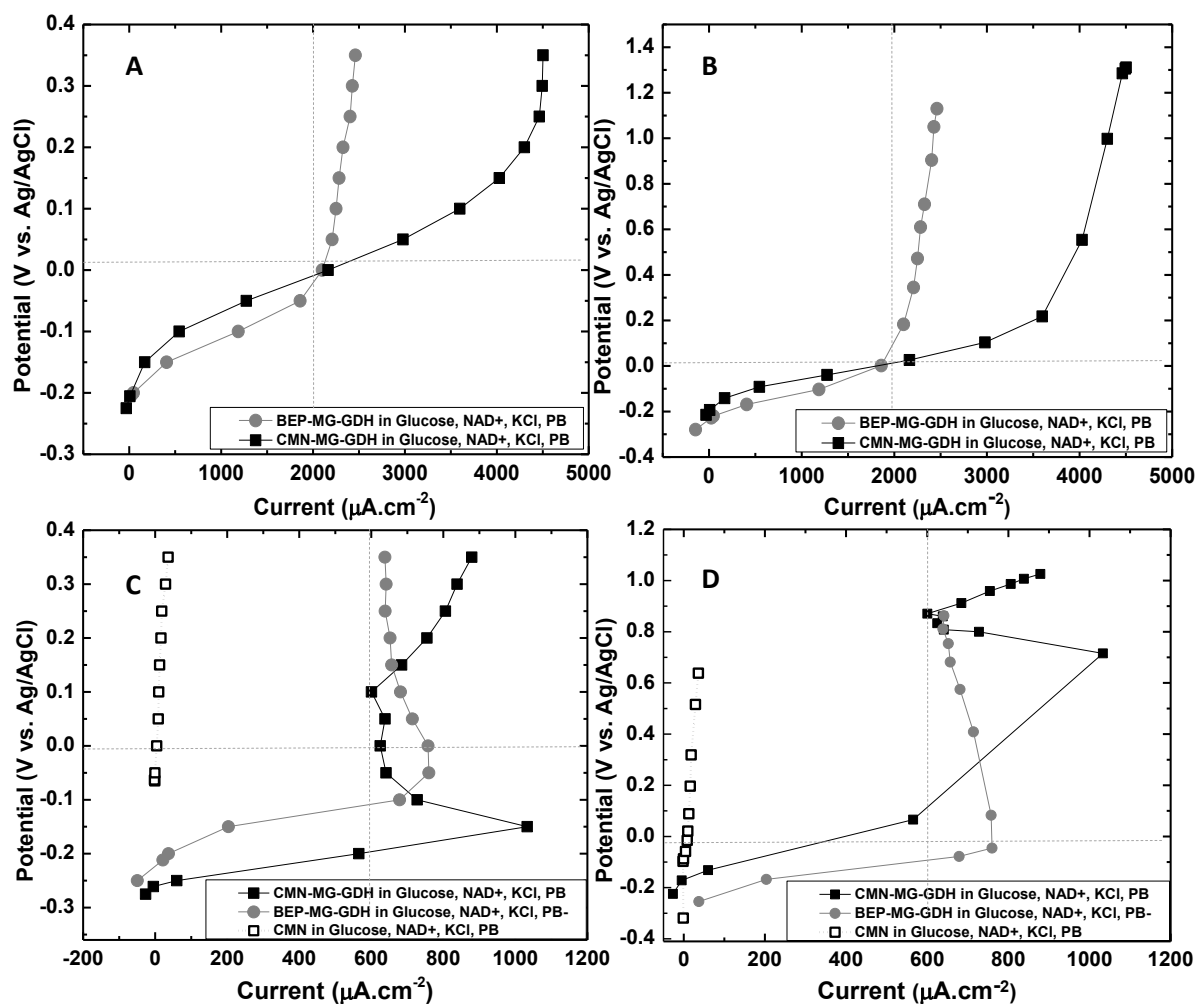 A
0.4
0.3
0.2
0.1
0.0
-0.1
-0.2
-0.3
Potential (V vs. Ag/AgCl)
BEP-MG-GDH in Glucose, NAD+, KCl, PB
CMN-MG-GDH in Glucose, NAD+, KCl, PB
0 1000 2000 3000 4000 5000
Current (µA.cm-2)
B
1.4
1.2
1.0
0.8
0.6
0.4
0.2
0.0
-0.2
-0.4
Potential (V vs. Ag/AgCl)
BEP-MG-GDH in Glucose, NAD+, KCl, PB
CMN-MG-GDH in Glucose, NAD+, KCl, PB
0 1000 2000 3000 4000 5000
Current (µA.cm-2)
C
0.4
0.3
0.2
0.1
0.0
-0.1
-0.2
-0.3
Potential (V vs. Ag/AgCl)
CMN-MG-GDH in Glucose, NAD+, KCl, PB
BEP-MG-GDH in Glucose, NAD+, KCl, PB-
CMN in Glucose, NAD+, KCl, PB
-200 0 200 400 600 800 1000 1200
Current (µA.cm-2)
D
1.2
1.0
0.8
0.6
0.4
0.2
0.0
-0.2
-0.4
Potential (V vs. Ag/AgCl)
CMN-MG-GDH in Glucose, NAD+, KCl, PB
BEP-MG-GDH in Glucose, NAD+, KCl, PB-
CMN in Glucose, NAD+, KCl, PB
0 200 400 600 800 1000 1200
Current (µA.cm-2)